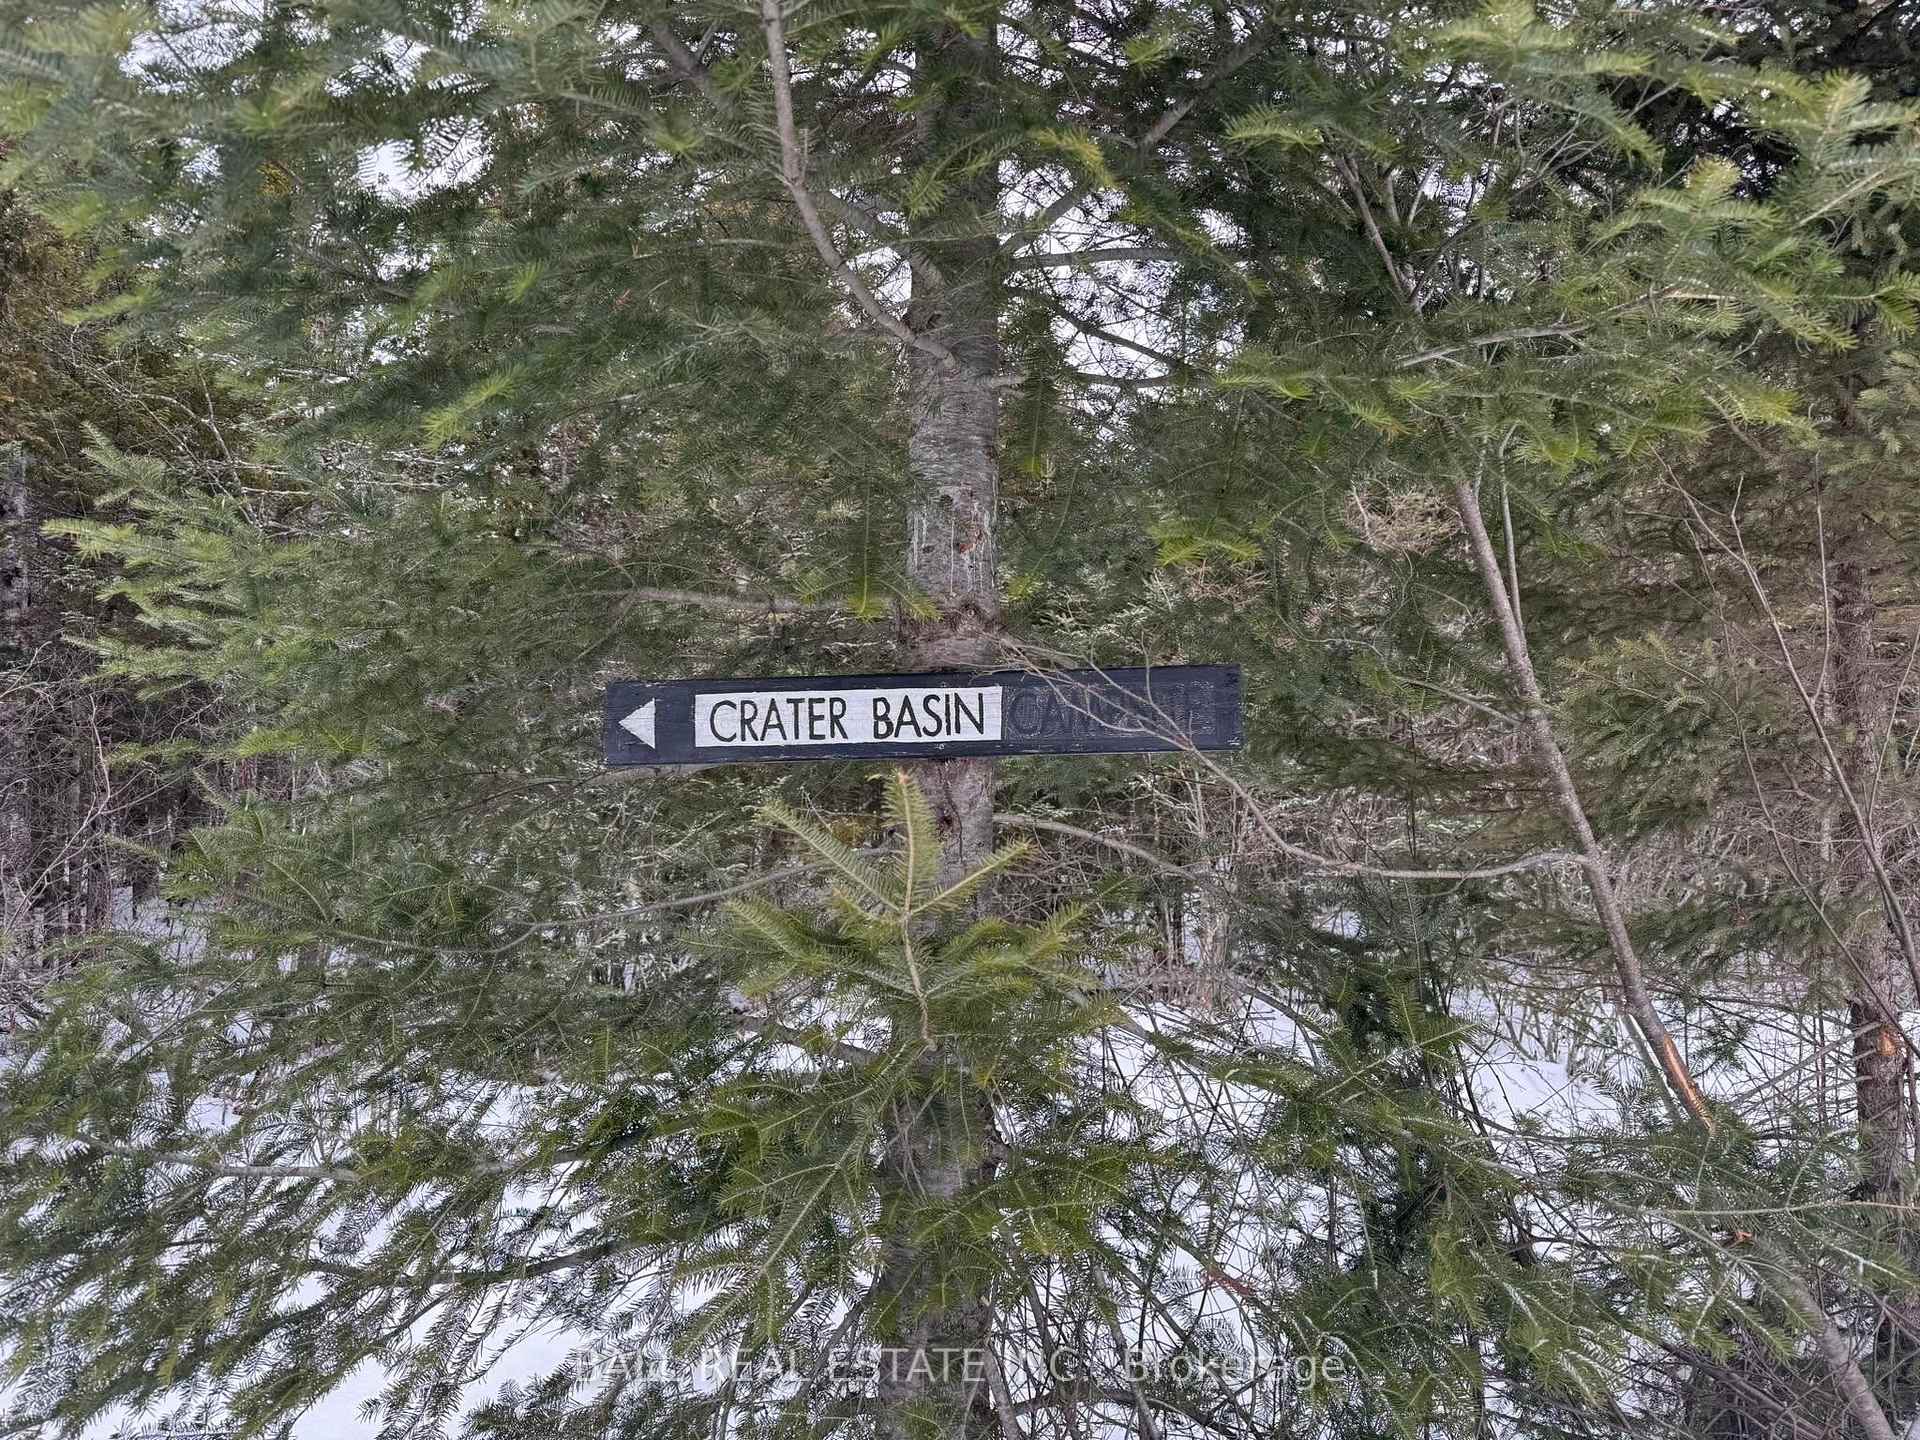 CRATER BASIN
BALL REAL ESTATE INC., Brokerage